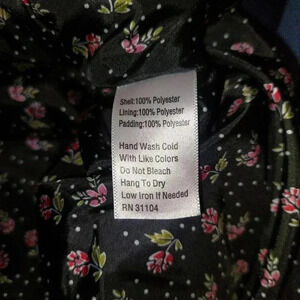 Shell:100% Polyester
Lining:100% Polyester
Padding:100% Polyester
Hand Wash Cold
With Like Colors
Do Not Bleach
Hang To Dry
Low Iron If Needed
RN 31104